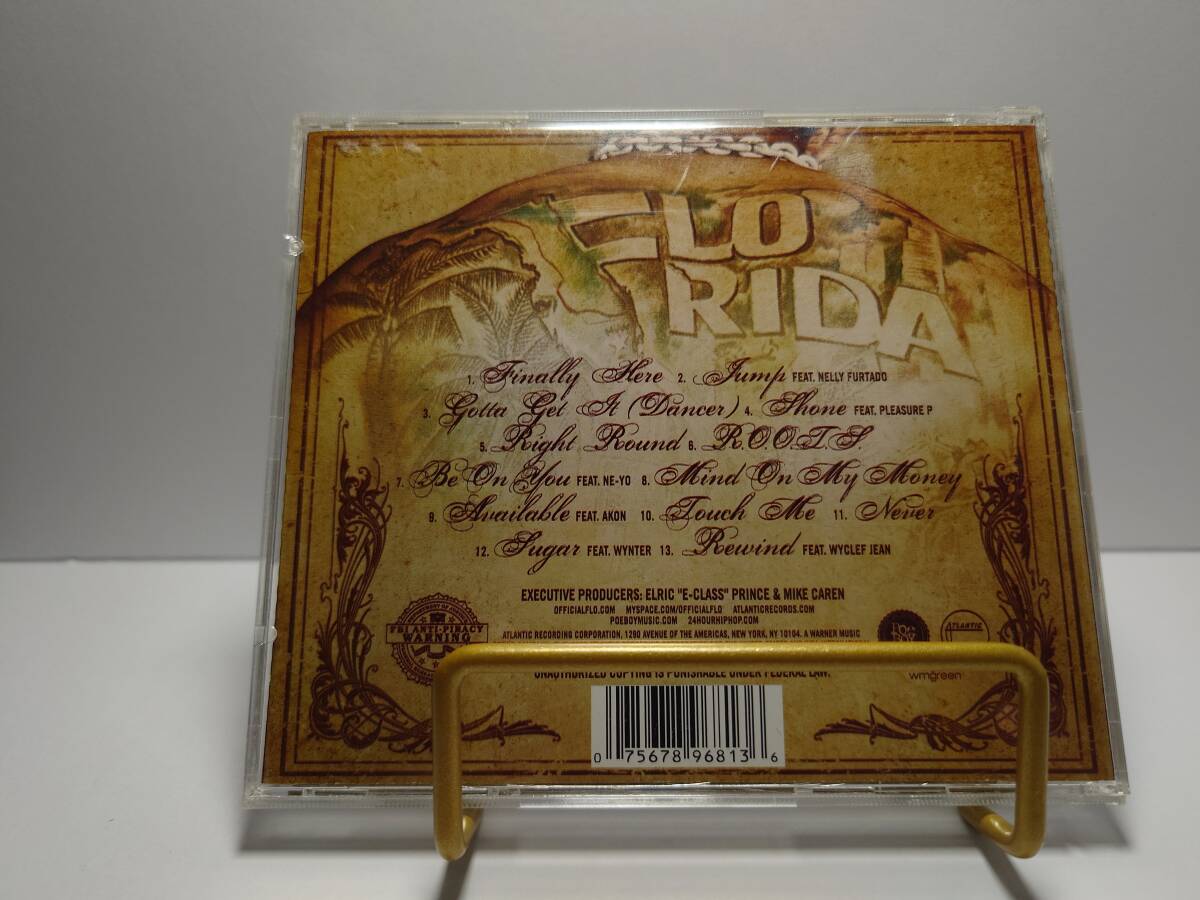 FLO
RIDA
1. Finally Here 2. Jump FEAT. NELLY FURTADO
3. Gotta Get It (Dancer) 4. Shone FEAT. PLEASURE P
5. Right Round 6. R.O.O.T.S.
7. Be On You FEAT. NE-YO 8. Mind On My Money
9. Available FEAT. AKON 10. Touch Me 11. Never
12. Sugar FEAT. WYNTER 13. Rewind FEAT. WYCLEF JEAN
EXECUTIVE PRODUCERS: ELRIC "E-CLASS" PRINCE & MIKE CAREN
OFFICIALFLO.COM MYSPACE.COM/OFFICIALFLO ATLANTICRECORDS.COM
POEBOYMUSIC.COM 24HOURHIPHOP.COM
FBI ANTI-PIRACY
WARNING
ATLANTIC RECORDING CORPORATION, 1290 AVENUE OF THE AMERICAS, NEW YORK, NY 10104. A WARNER MUSIC
POE
BOY
ATLANTIC
UNAUTHORIZED COPYING IS PUNISHABLE UNDER FEDERAL LAW.
wmgreen
0 75678 96813 6